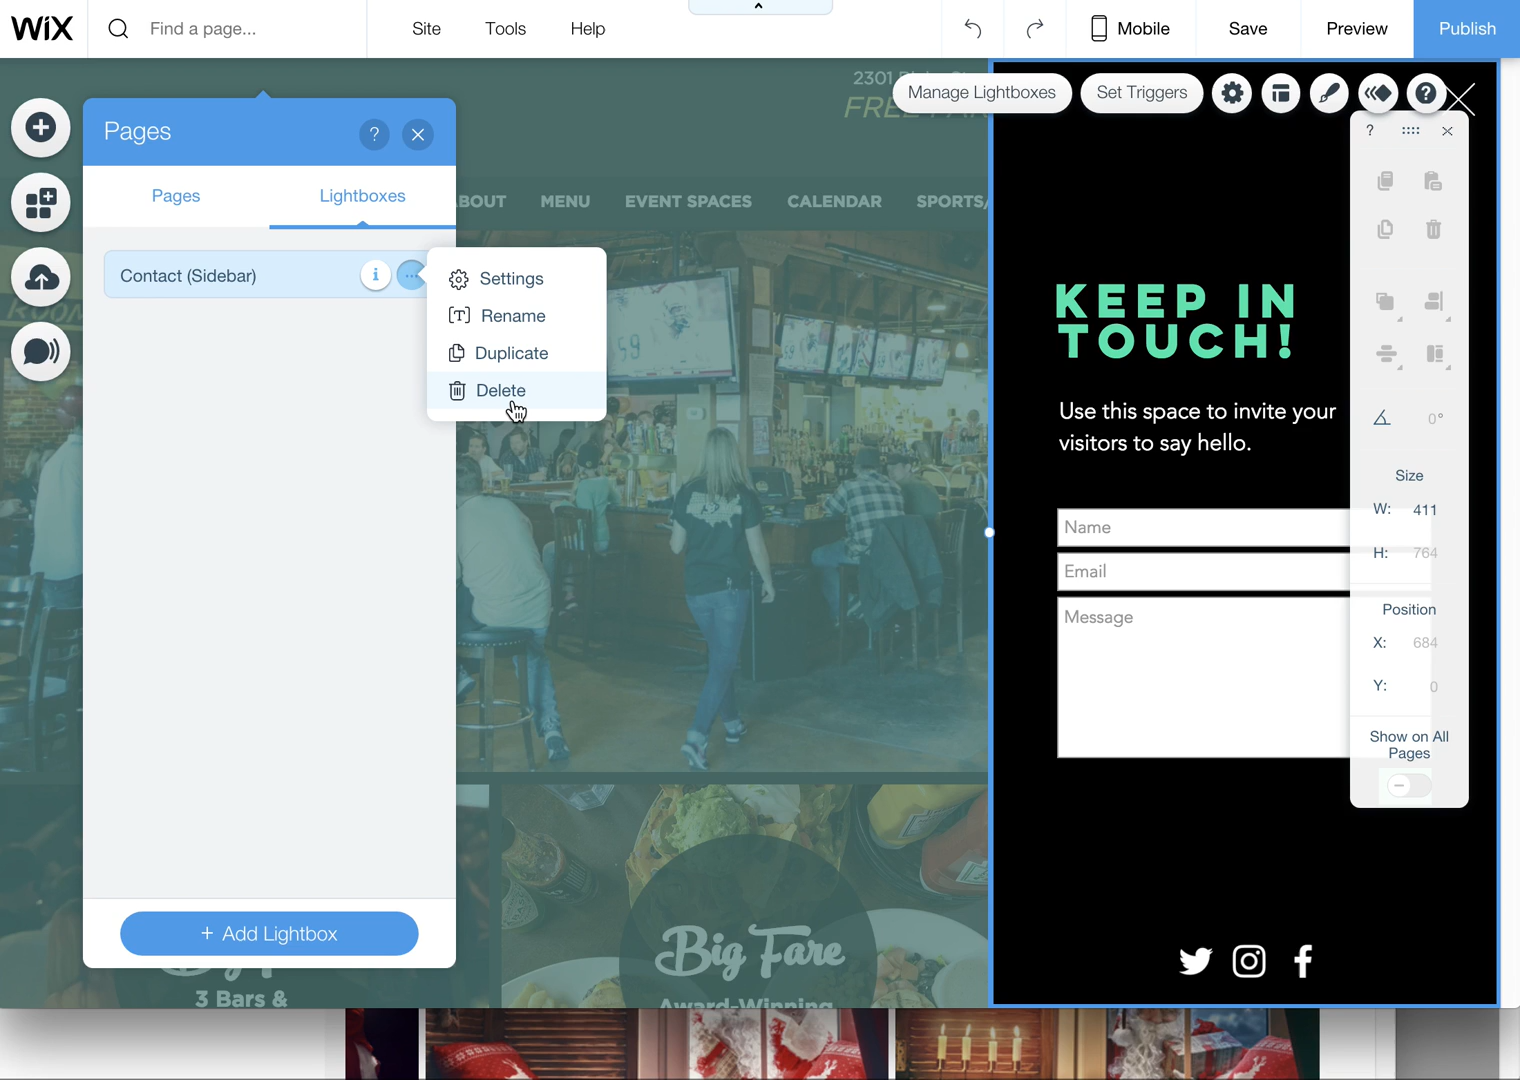 WiX
Find a page...
Site
Tools
Help
Mobile
Save
Preview
Publish
2301
Manage Lightboxes
Set Triggers
Pages
?
Pages
Lightboxes
ABOUT
MENU
EVENT SPACES
CALENDAR
SPORTS/
Contact (Sidebar)
i
...
Settings
Rename
Duplicate
Delete
KEEP IN
TOUCH!
Use this space to invite your
visitors to say hello.
Name
Email
Message
?
0°
Size
W: 411
H: 764
Position
X: 684
Y: 0
Show on All
Pages
+ Add Lightbox
3 Bars &
Big Fare
Award-Winning